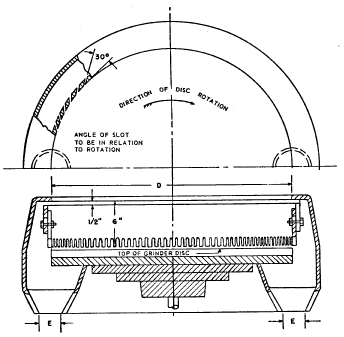 30°
DIRECTION OF DISC ROTATION
ANGLE OF SLOT
TO BE IN RELATION
TO ROTATION
D
1/2"
6"
TOP OF GRINDER DISC
E
E